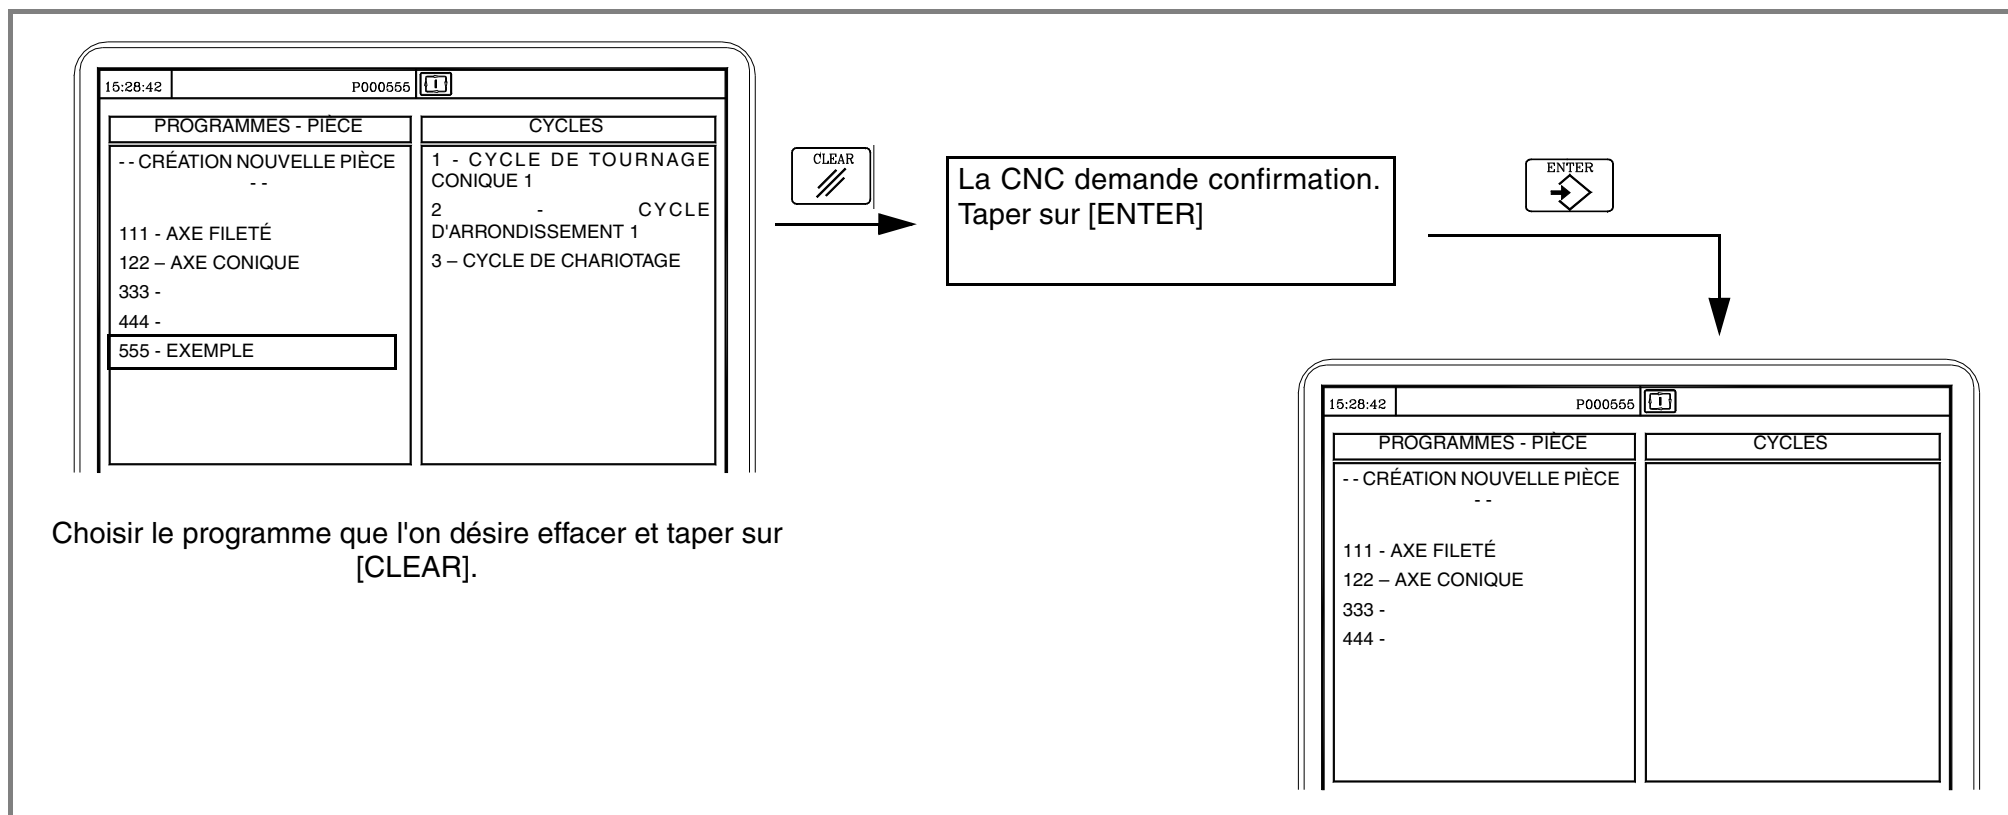 15:28:42 P000555
PROGRAMMES - PIÈCE CYCLES
- - CRÉATION NOUVELLE PIÈCE
- -
111 - AXE FILETÉ
122 – AXE CONIQUE
333 -
444 -
555 - EXEMPLE
1 - CYCLE DE TOURNAGE
CONIQUE 1
2 - CYCLE
D'ARRONDISSEMENT 1
3 – CYCLE DE CHARIOTAGE
Choisir le programme que l'on désire effacer et taper sur
[CLEAR].
CLEAR
La CNC demande confirmation.
Taper sur [ENTER]
ENTER
15:28:42 P000555
PROGRAMMES - PIÈCE CYCLES
- - CRÉATION NOUVELLE PIÈCE
- -
111 - AXE FILETÉ
122 – AXE CONIQUE
333 -
444 -